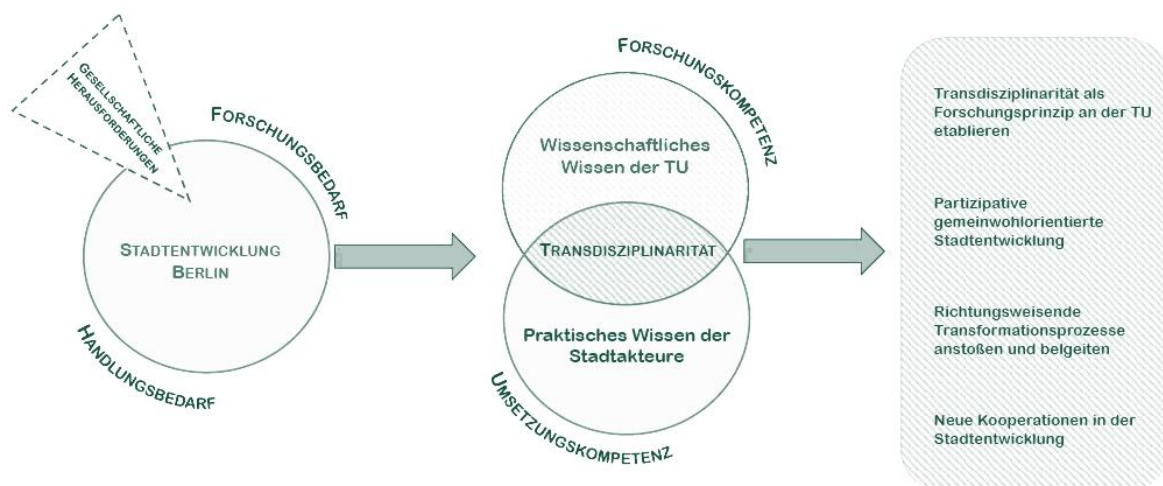 GESELLSCHAFTLICHE
HERAUSFORDERUNGEN
FORSCHUNGSBEDARF
STADTENTWICKLUNG
BERLIN
HANDLUNGSBEDARF
FORSCHUNGSKOMPETENZ
Wissenschaftliches
Wissen der TU
TRANSDISZIPLINARITÄT
Praktisches Wissen der
Stadtakteure
UMSETZUNGSKOMPETENZ
Transdisziplinarität als
Forschungsprinzip an der TU
etablieren
Partizipative
gemeinwohlorientierte
Stadtentwicklung
Richtungsweisende
Transformationsprozesse
anstoßen und belgeiten
Neue Kooperationen in der
Stadtentwicklung